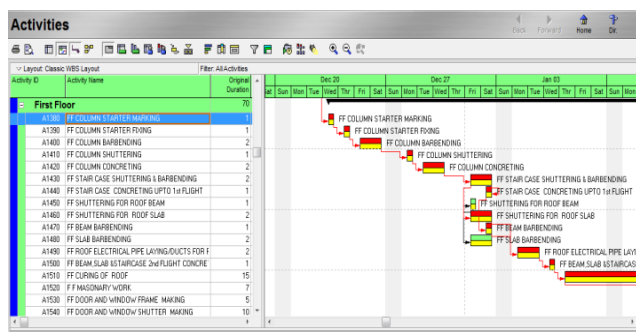 Activities
Back Forward Home Dir.
Layout: Classic WBS Layout Filter: All Activities
Activity ID Activity Name Original Duration
Dec 20 Dec 27 Jan 03
at Sun Mon Tue Wed Thr Fri Sat Sun Mon Tue Wed Thr Fri Sat Sun Mon Tue Wed Thr Fri Sat Sun Mon
First Floor 70
A1380 FF COLUMN STARTER MARKING 1 FF COLUMN STARTER MARKING
A1390 FF COLUMN STARTER FIXING 1 FF COLUMN STARTER FIXING
A1400 FF COLUMN BARBENDING 2 FF COLUMN BARBENDING
A1410 FF COLUMN SHUTTERING 1 FF COLUMN SHUTTERING
A1420 FF COLUMN CONCRETING 2 FF COLUMN CONCRETING
A1430 FF STAIR CASE SHUTTERING & BARBENDING 2 FF STAIR CASE SHUTTERING & BARBENDING
A1440 FF STAIR CASE CONCRETING UPTO 1st FLIGHT 1 FF STAIR CASE CONCRETING UPTO 1st FLIGHT
A1450 FF SHUTTERING FOR ROOF BEAM 1 FF SHUTTERING FOR ROOF BEAM
A1460 FF SHUTTERING FOR ROOF SLAB 2 FF SHUTTERING FOR ROOF SLAB
A1470 FF BEAM BARBENDING 1 FF BEAM BARBENDING
A1480 FF SLAB BARBENDING 2 FF SLAB BARBENDING
A1490 FF ROOF ELECTRICAL PIPE LAYING/DUCTS FOR F 2 FF ROOF ELECTRICAL PIPE LAYI
A1500 FF BEAM,SLAB &STAIRCASE 2nd FLIGHT CONCRE 1 FF BEAM,SLAB &STAIRCAS
A1510 FF CURING OF ROOF 15
A1520 F F MASONARY WORK 7
A1530 FF DOOR AND WINDOW FRAME MAKING 5
A1540 FF DOOR AND WINDOW SHUTTER MAKING 10